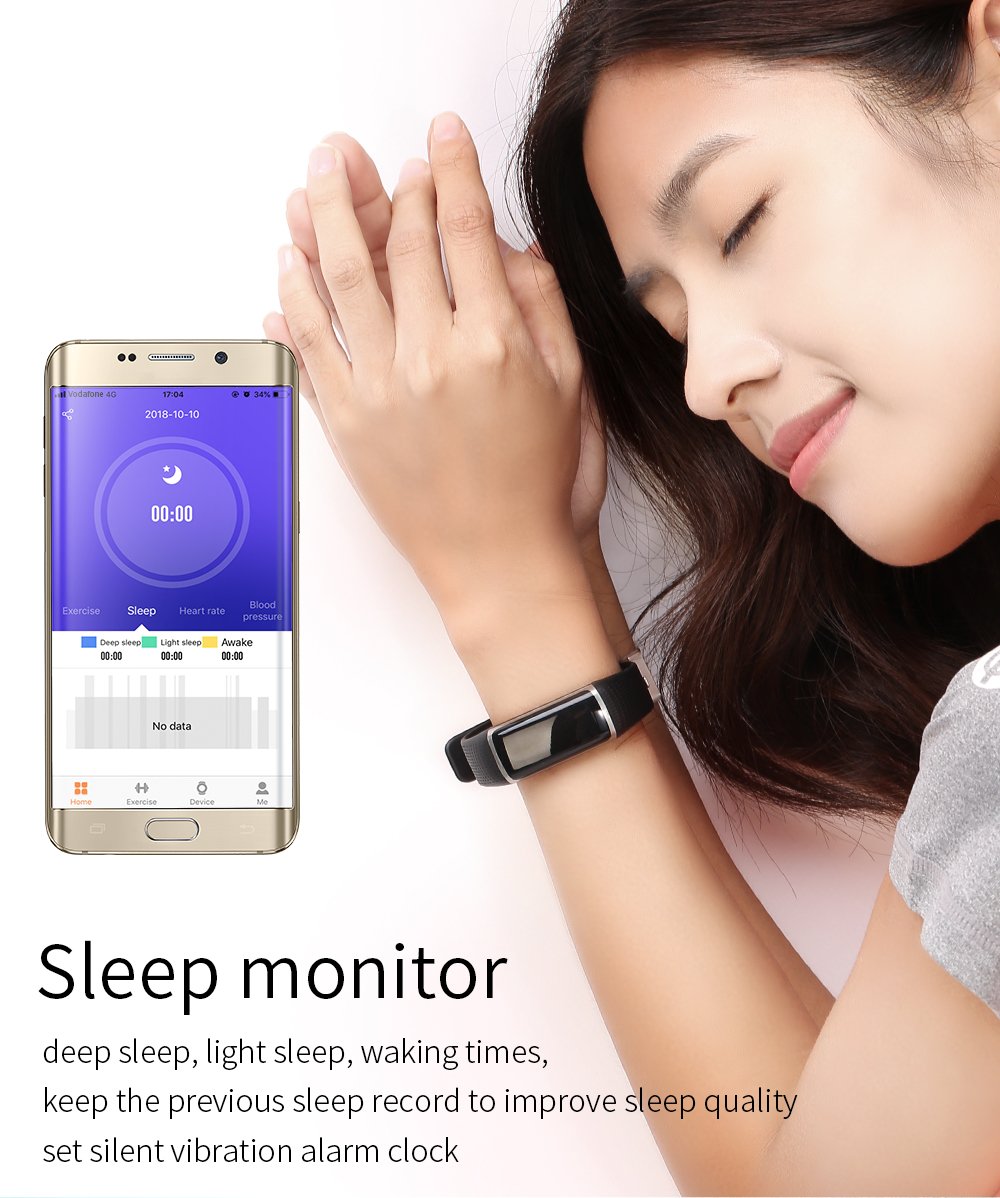 Vodafone 4G 17:04 34%
2018-10-10
00:00
Exercise Sleep Heart rate Blood pressure
Deep sleep Light sleep Awake
00:00 00:00 00:00
No data
Home Exercise Device Me
Sleep monitor
deep sleep, light sleep, waking times,
keep the previous sleep record to improve sleep quality
set silent vibration alarm clock